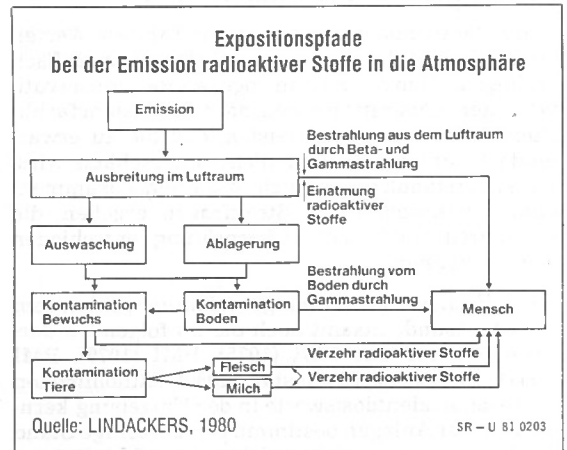 Expositionspfade
bei der Emission radioaktiver Stoffe in die Atmosphäre
Emission
Ausbreitung im Luftraum
Bestrahlung aus dem Luftraum
durch Beta- und
Gammastrahlung
Einatmung
radioaktiver
Stoffe
Auswaschung
Ablagerung
Kontamination
Bewuchs
Kontamination
Boden
Bestrahlung vom
Boden durch
Gammastrahlung
Mensch
Verzehr radioaktiver Stoffe
Kontamination
Tiere
Fleisch
Milch
Verzehr radioaktiver Stoffe
Quelle: LINDACKERS, 1980
SR – U 81 0203